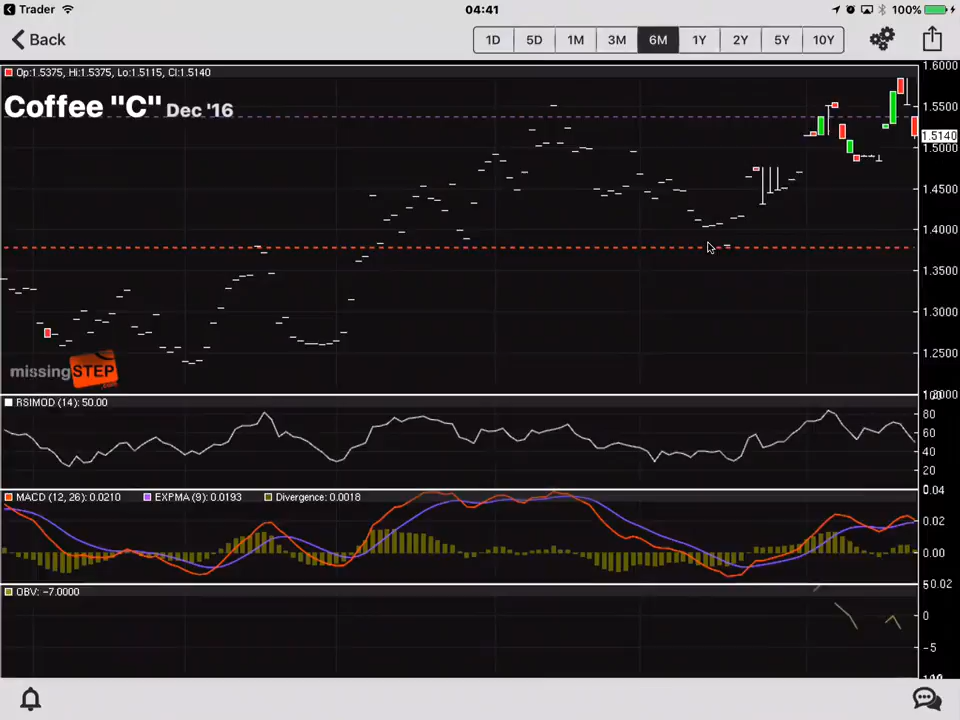 Trader 04:41 100%
Back 1D 5D 1M 3M 6M 1Y 2Y 5Y 10Y
Op:1.5375, Hi:1.5375, Lo:1.5115, Cl:1.5140
Coffee "C" Dec '16
1.6000
1.5500
1.5140
1.5000
1.4500
1.4000
1.3500
1.3000
1.2500
missingSTEP
.com
RSIMOD (14): 50.00
80
60
40
20
MACD (12, 26): 0.0210 EXPMA (9): 0.0193 Divergence: 0.0018
0.04
0.02
0.00
OBV: -7.0000
0
-5